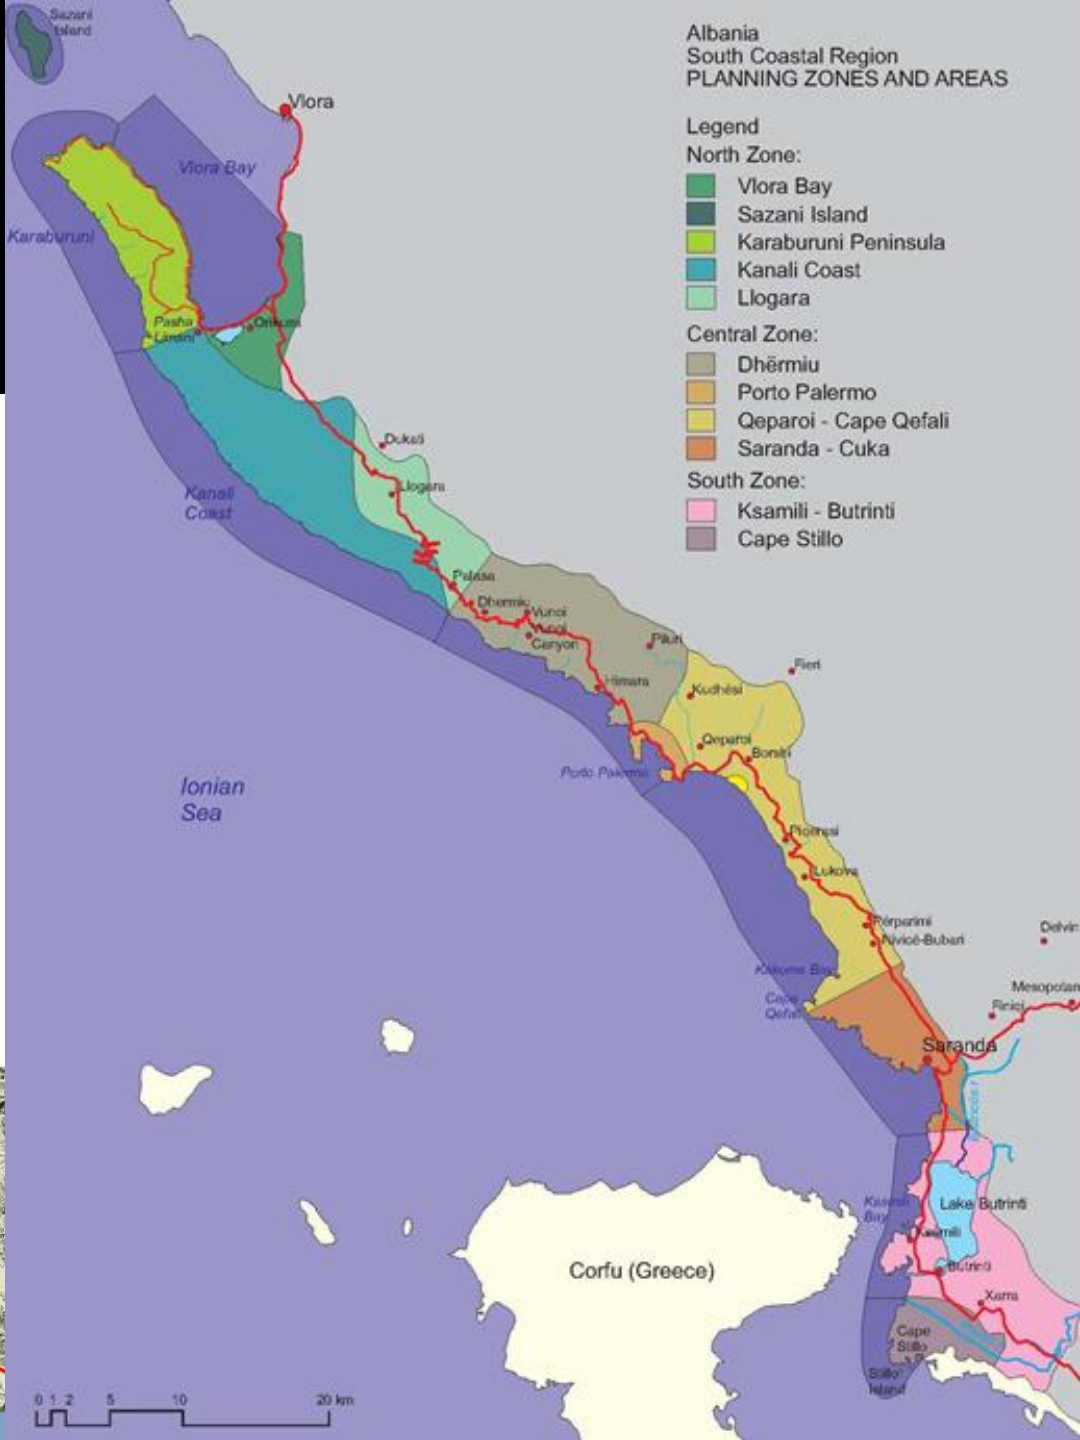 Sazani
Island
Vlora
Albania
South Coastal Region
PLANNING ZONES AND AREAS
Legend
North Zone:
Vlora Bay
Sazani Island
Karaburuni Peninsula
Kanali Coast
Llogara
Central Zone:
Dhërmiu
Porto Palermo
Qeparoi - Cape Qefali
Saranda - Cuka
South Zone:
Ksamili - Butrinti
Cape Stillo
Vlora Bay
Karaburuni
Pasha
Limani
Orikumi
Dukati
Llogara
Kanali
Coast
Palasa
Dhermiu
Vunoi
Vunoi
Canyon
Piluri
Fieri
Himara
Kudhësi
Qeparoi
Borshi
Porto Palermo
Ionian
Sea
Lukova
Përparimi
Nivicë-Bubari
Delvin
Kakome Bay
Cape
Qefali
Mesopotam
Finiqi
Saranda
Ksamili
Bay
Lake Butrinti
Ksamili
Butrinti
Xarra
Corfu (Greece)
Cape
Stillo
Stillo
Island
0 1 2 5 10 20 km